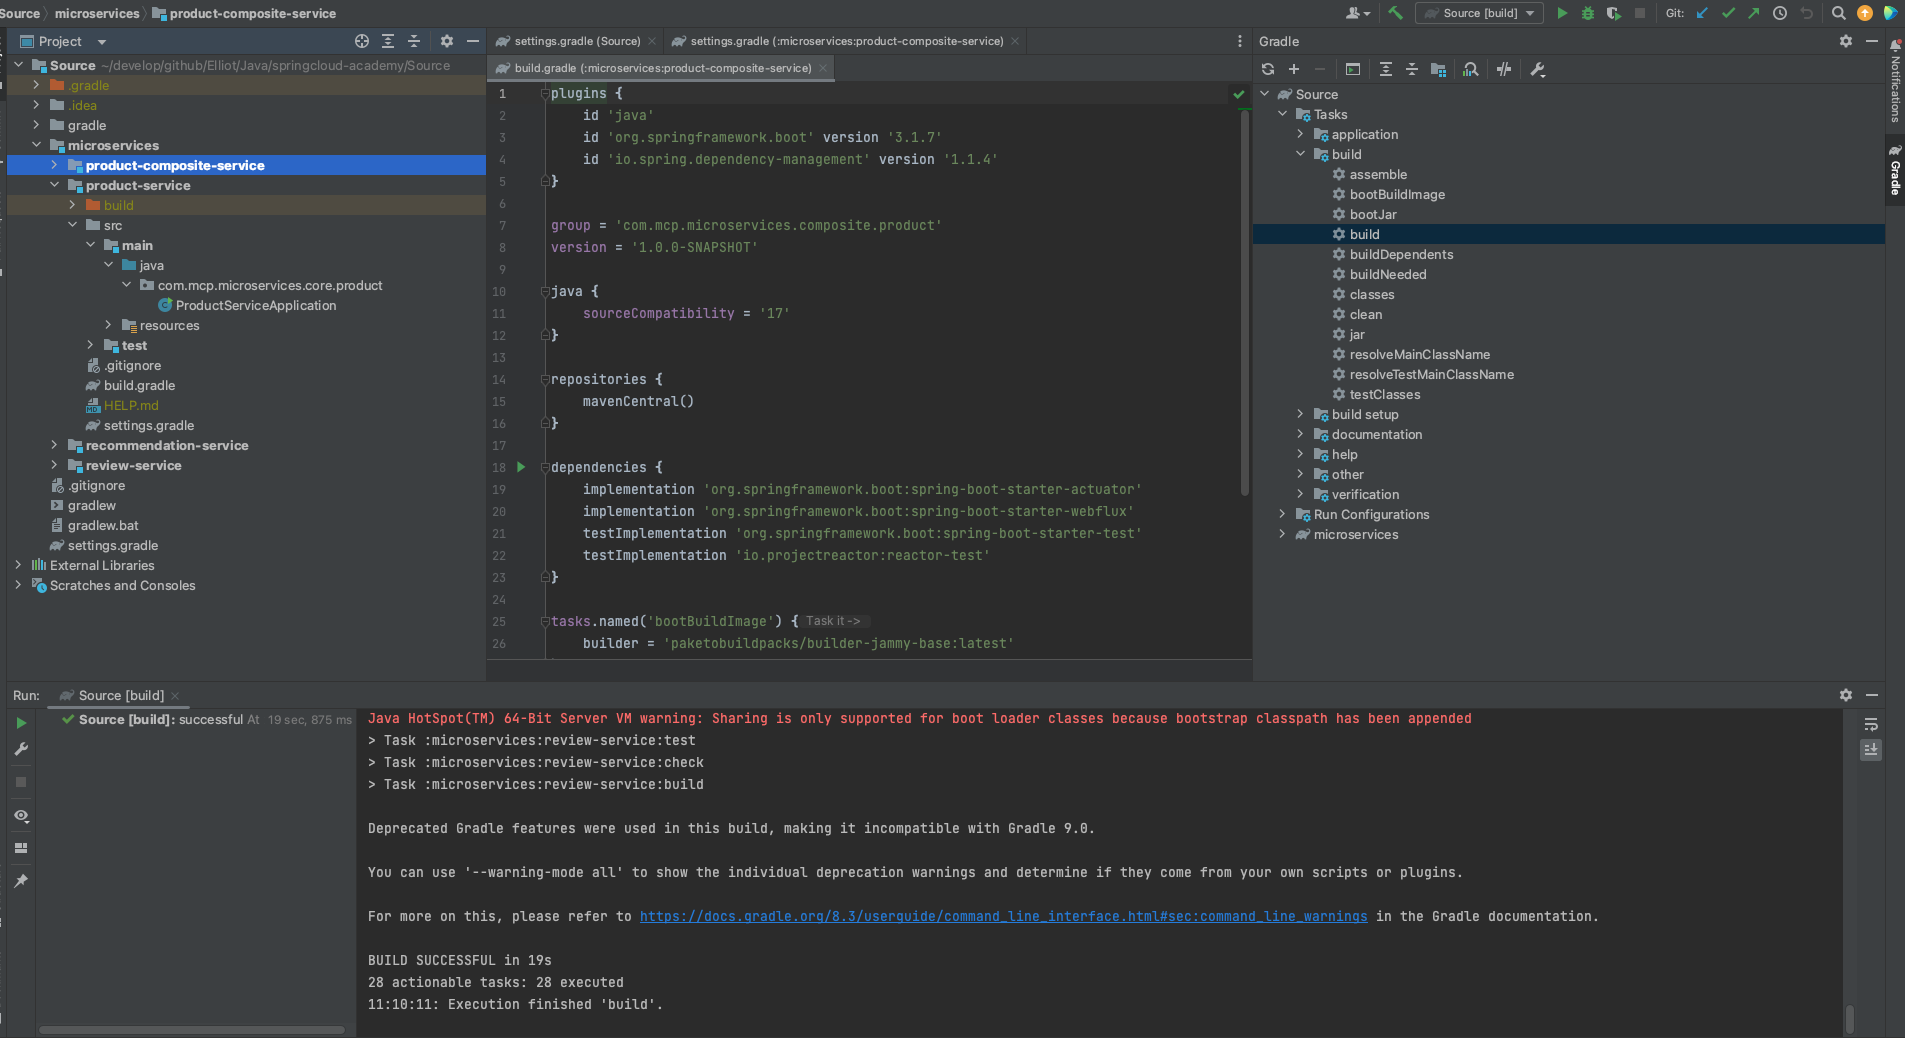 Source
microservices
product-composite-service
Source [build]
Git:
Project
Source ~/develop/github/Elliot/Java/springcloud-academy/Source
.gradle
.idea
gradle
microservices
product-composite-service
product-service
build
src
main
java
com.mcp.microservices.core.product
ProductServiceApplication
resources
test
.gitignore
build.gradle
HELP.md
settings.gradle
recommendation-service
review-service
.gitignore
gradlew
gradlew.bat
settings.gradle
External Libraries
Scratches and Consoles
settings.gradle (Source)
settings.gradle (:microservices:product-composite-service)
build.gradle (:microservices:product-composite-service)
1 plugins {
2 id 'java'
3 id 'org.springframework.boot' version '3.1.7'
4 id 'io.spring.dependency-management' version '1.1.4'
5 }
6
7 group = 'com.mcp.microservices.composite.product'
8 version = '1.0.0-SNAPSHOT'
9
10 java {
11 sourceCompatibility = '17'
12 }
13
14 repositories {
15 mavenCentral()
16 }
17
18 dependencies {
19 implementation 'org.springframework.boot:spring-boot-starter-actuator'
20 implementation 'org.springframework.boot:spring-boot-starter-webflux'
21 testImplementation 'org.springframework.boot:spring-boot-starter-test'
22 testImplementation 'io.projectreactor:reactor-test'
23 }
24
25 tasks.named('bootBuildImage') { Task it ->
26 builder = 'paketobuildpacks/builder-jammy-base:latest'
Gradle
Source
Tasks
application
build
assemble
bootBuildImage
bootJar
build
buildDependents
buildNeeded
classes
clean
jar
resolveMainClassName
resolveTestMainClassName
testClasses
build setup
documentation
help
other
verification
Run Configurations
microservices
Notifications
Gradle
Run:
Source [build]
Source [build]: successful At 19 sec, 875 ms
Java HotSpot(TM) 64-Bit Server VM warning: Sharing is only supported for boot loader classes because bootstrap classpath has been appended
> Task :microservices:review-service:test
> Task :microservices:review-service:check
> Task :microservices:review-service:build
Deprecated Gradle features were used in this build, making it incompatible with Gradle 9.0.
You can use '--warning-mode all' to show the individual deprecation warnings and determine if they come from your own scripts or plugins.
For more on this, please refer to https://docs.gradle.org/8.3/userguide/command_line_interface.html#sec:command_line_warnings in the Gradle documentation.
BUILD SUCCESSFUL in 19s
28 actionable tasks: 28 executed
11:10:11: Execution finished 'build'.